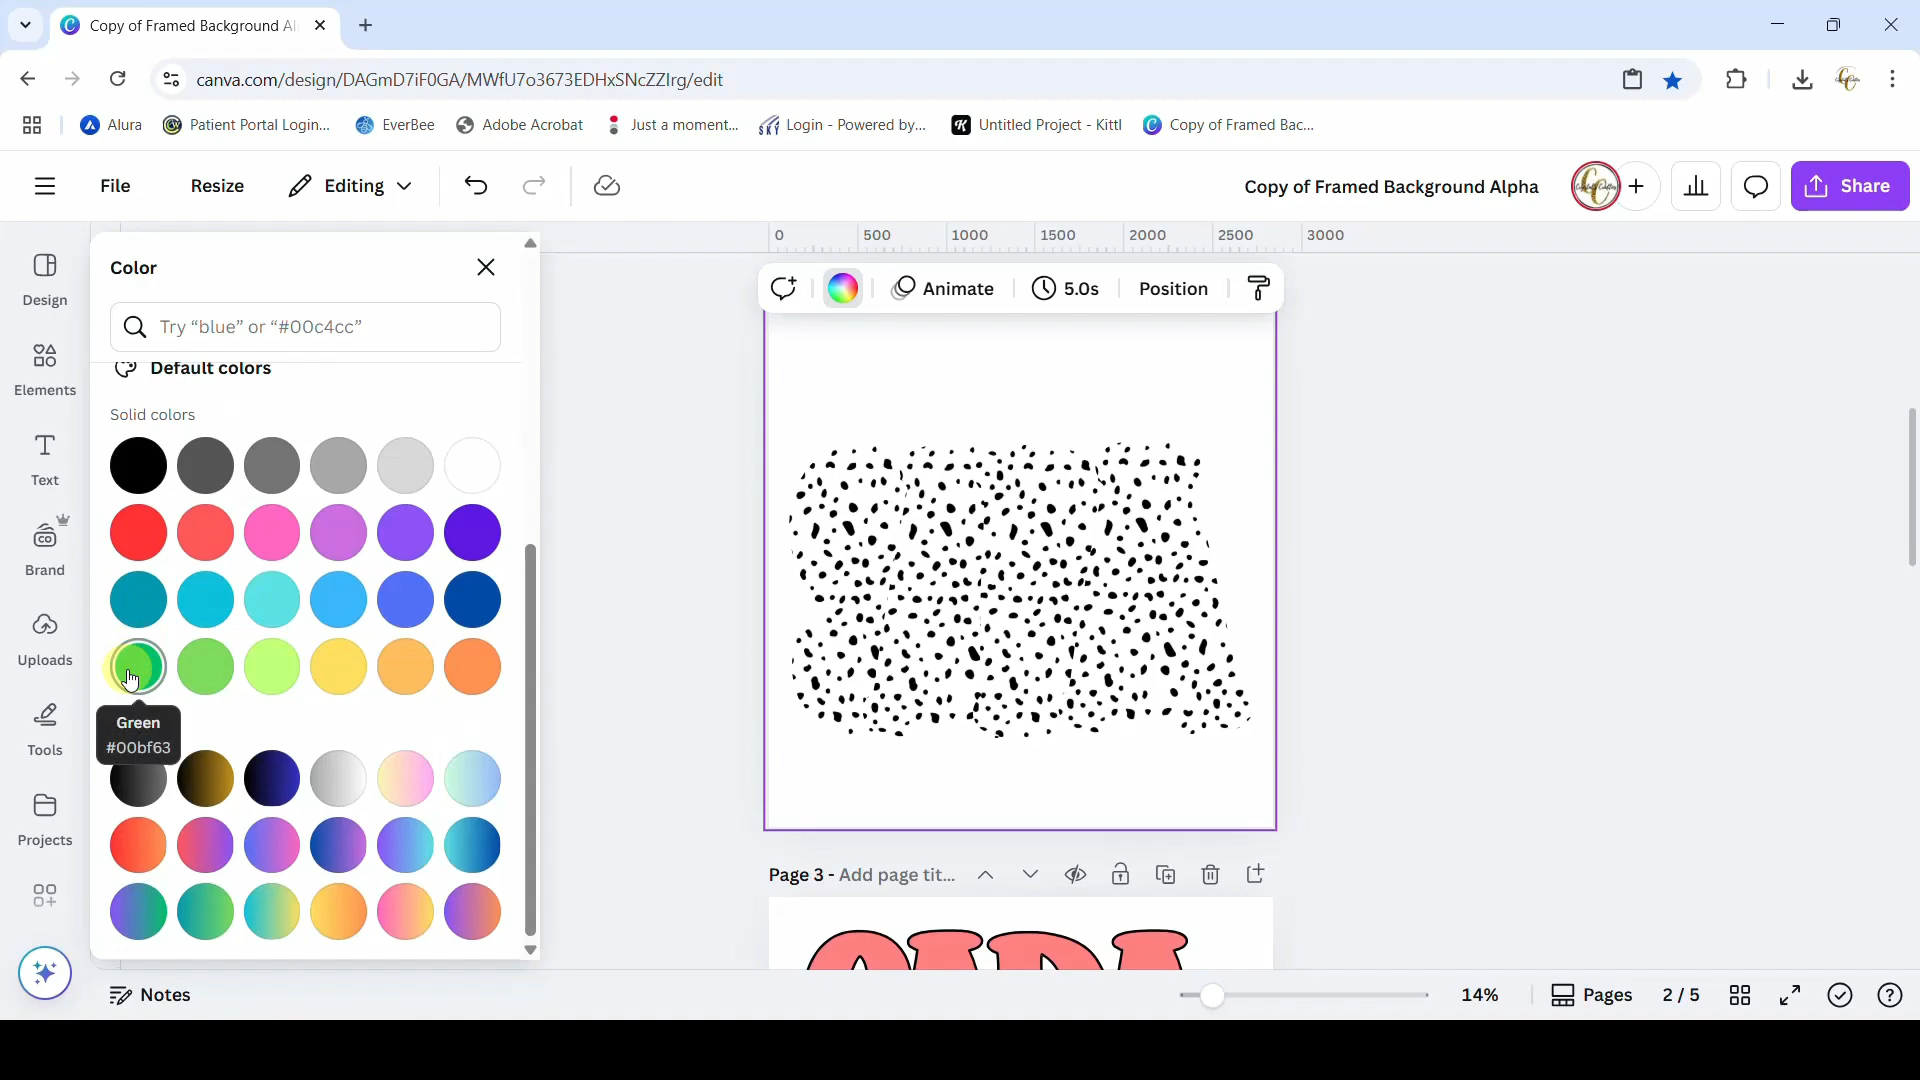 Copy of Framed Background Al
canva.com/design/DAGmD7iF0GA/MWfU7o3673EDHxSNcZZIrg/edit
Alura
Patient Portal Login...
EverBee
Adobe Acrobat
Just a moment...
Login - Powered by...
Untitled Project - Kittl
Copy of Framed Bac...
File
Resize
Editing
Copy of Framed Background Alpha
Share
Design
Elements
Text
Brand
Uploads
Tools
Projects
Color
Try “blue” or “#00c4cc”
Default colors
Solid colors
Green
#00bf63
0 500 1000 1500 2000 2500 3000
Animate
5.0s
Position
Page 3 - Add page tit...
GIRL
Notes
14%
Pages
2 / 5